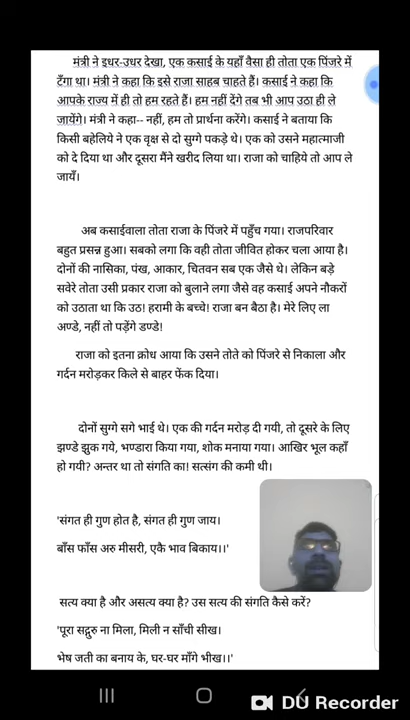 मंत्री ने इधर-उधर देखा, एक कसाई के यहाँ वैसा ही तोता एक पिंजरे में
टँगा था। मंत्री ने कहा कि इसे राजा साहब चाहते हैं। कसाई ने कहा कि
आपके राज्य में ही तो हम रहते हैं। हम नहीं देंगे तब भी आप उठा ही ले
जायेंगे। मंत्री ने कहा-- नहीं, हम तो प्रार्थना करेंगे। कसाई ने बताया कि
किसी बहेलिये ने एक वृक्ष से दो सुग्गे पकड़े थे। एक को उसने महात्माजी
को दे दिया था और दूसरा मैंने खरीद लिया था। राजा को चाहिये तो आप ले
जायँ।
अब कसाईवाला तोता राजा के पिंजरे में पहुँच गया। राजपरिवार
बहुत प्रसन्न हुआ। सबको लगा कि वही तोता जीवित होकर चला आया है।
दोनों की नासिका, पंख, आकार, चितवन सब एक जैसे थे। लेकिन बड़े
सवेरे तोता उसी प्रकार राजा को बुलाने लगा जैसे वह कसाई अपने नौकरों
को उठाता था कि उठ! हरामी के बच्चे! राजा बन बैठा है। मेरे लिए ला
अण्डे, नहीं तो पड़ेंगे डण्डे!
राजा को इतना क्रोध आया कि उसने तोते को पिंजरे से निकाला और
गर्दन मरोड़कर किले से बाहर फेंक दिया।
दोनों सुग्गे सगे भाई थे। एक की गर्दन मरोड़ दी गयी, तो दूसरे के लिए
झण्डे झुक गये, भण्डारा किया गया, शोक मनाया गया। आखिर भूल कहाँ
हो गयी? अन्तर था तो संगति का! सत्संग की कमी थी।
'संगत ही गुण होत है, संगत ही गुण जाय।
बाँस फाँस अरु मीसरी, एकै भाव बिकाय।।'
सत्य क्या है और असत्य क्या है? उस सत्य की संगति कैसे करें?
'पूरा सद्गुरु ना मिला, मिली न साँची सीख।
भेष जती का बनाय के, घर-घर माँगे भीख।।'
DU Recorder